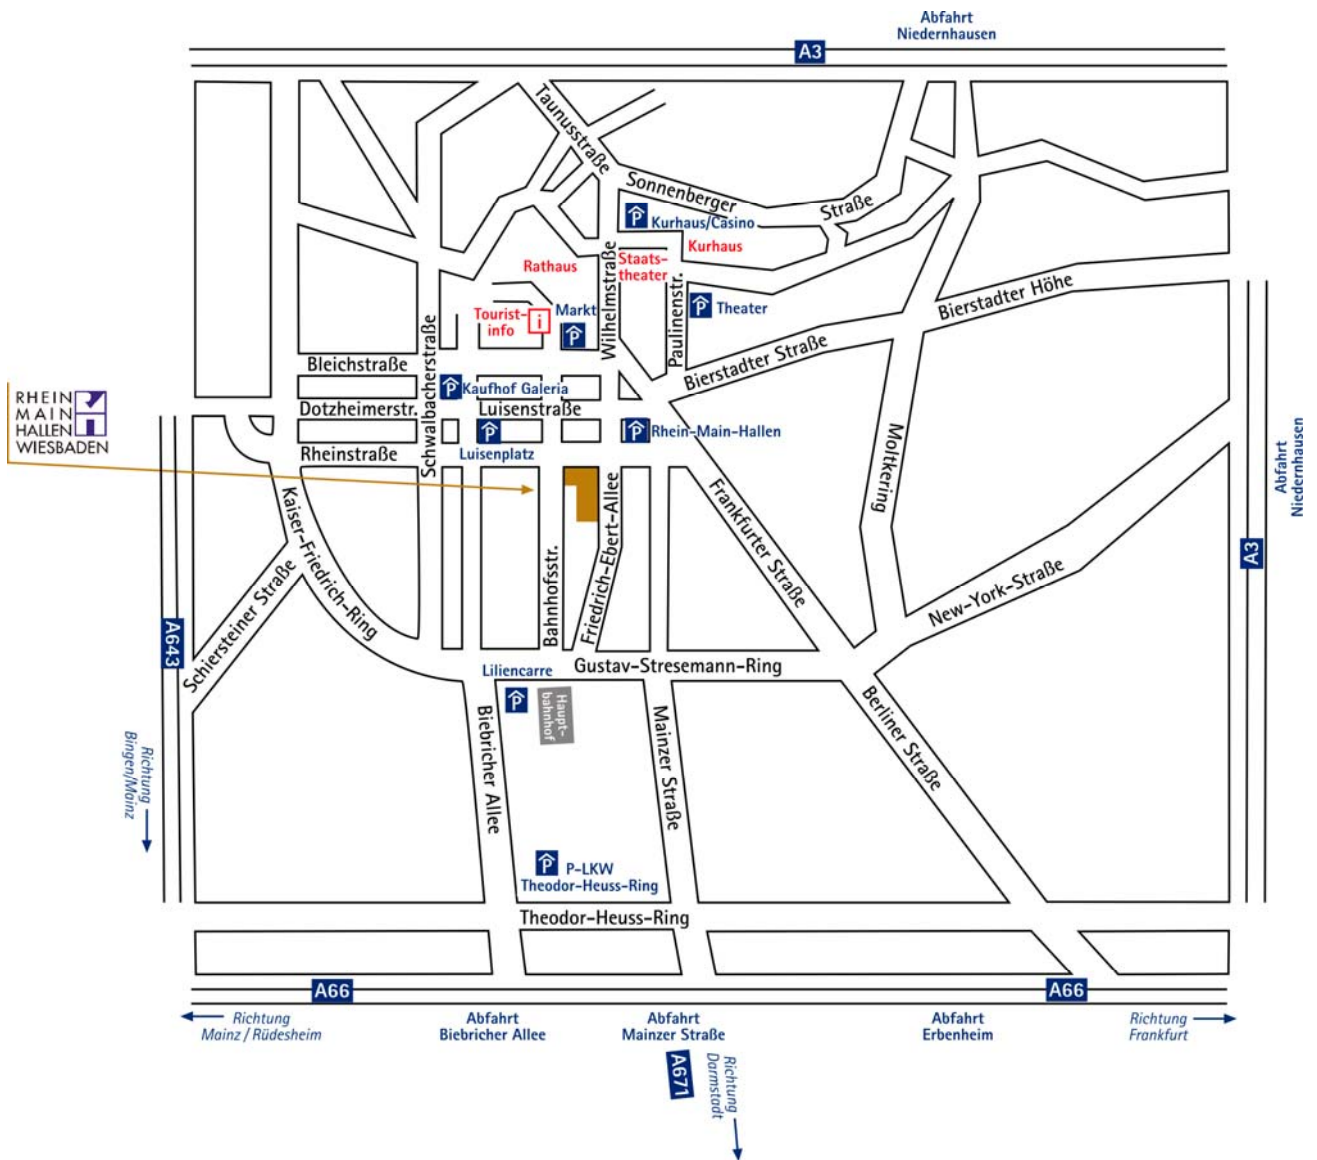 Abfahrt
Niedernhausen
A3
Taunusstraße
Sonnenberger
Straße
P
Kurhaus/Casino
Kurhaus
Rathaus
Staats-
theater
Wilhelmstraße
Paulinenstr.
P
Theater
Bierstadter Höhe
Tourist-
info
i
Markt
P
Bierstadter Straße
Schwalbacherstraße
Bleichstraße
P
Kaufhof Galeria
RHEIN
MAIN
HALLEN
WIESBADEN
Dotzheimerstr.
Luisenstraße
P
Luisenplatz
P
Rhein-Main-Hallen
Rheinstraße
Moltkering
Abfahrt
Niedernhausen
A3
Kaiser-Friedrich-Ring
Bahnhofsstr.
Friedrich-Ebert-Allee
Frankfurter Straße
New-York-Straße
Schiersteiner Straße
A643
Liliencarre
Gustav-Stresemann-Ring
P
Haupt-
bahnhof
Biebricher Allee
Mainzer Straße
Berliner Straße
Richtung
Bingen/Mainz
P
P-LKW
Theodor-Heuss-Ring
Theodor-Heuss-Ring
A66
A66
Richtung
Mainz / Rüdesheim
Abfahrt
Biebricher Allee
Abfahrt
Mainzer Straße
Abfahrt
Erbenheim
Richtung
Frankfurt
A671
Richtung
Darmstadt